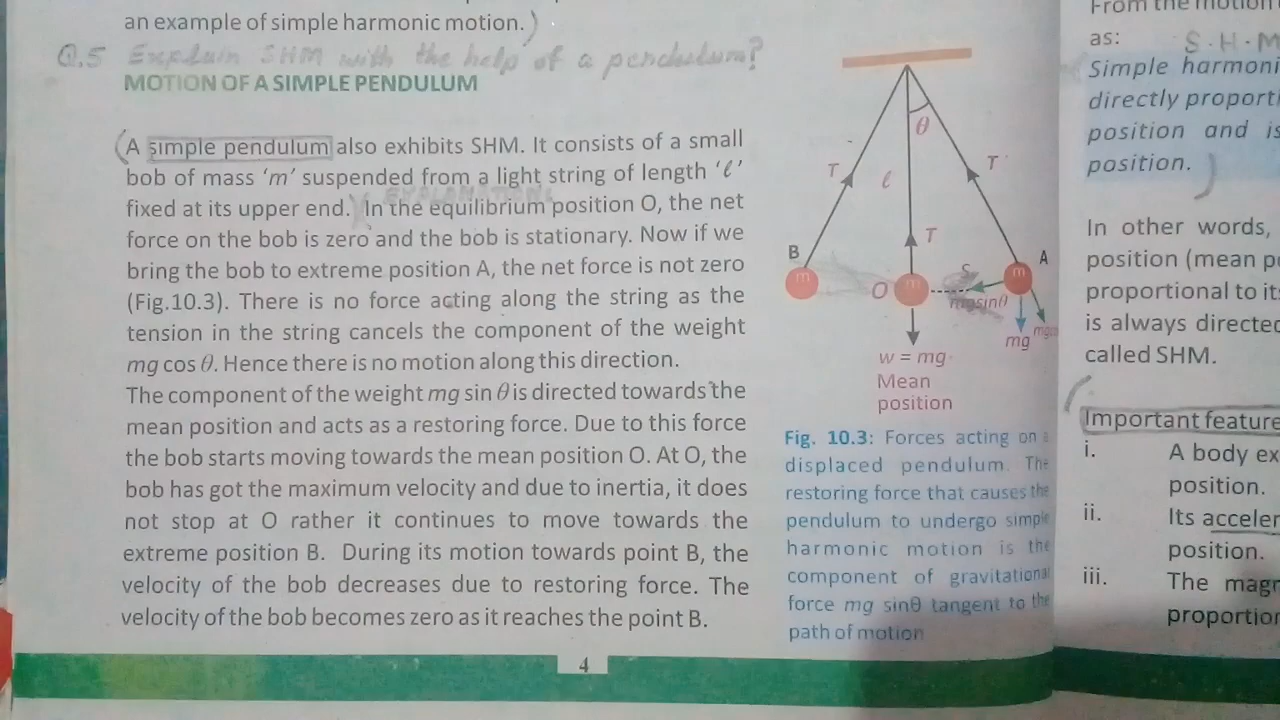 an example of simple harmonic motion.)
Q.5 Explain SHM with the help of a pendulum?
MOTION OF A SIMPLE PENDULUM
(A simple pendulum also exhibits SHM. It consists of a small
bob of mass ‘m’ suspended from a light string of length ‘ℓ’
fixed at its upper end.) In the equilibrium position O, the net
force on the bob is zero and the bob is stationary. Now if we
bring the bob to extreme position A, the net force is not zero
(Fig.10.3). There is no force acting along the string as the
tension in the string cancels the component of the weight
mg cos θ. Hence there is no motion along this direction.
The component of the weight mg sin θ is directed towards the
mean position and acts as a restoring force. Due to this force
the bob starts moving towards the mean position O. At O, the
bob has got the maximum velocity and due to inertia, it does
not stop at O rather it continues to move towards the
extreme position B. During its motion towards point B, the
velocity of the bob decreases due to restoring force. The
velocity of the bob becomes zero as it reaches the point B.
4
θ
T
ℓ
T
T
B
A
m
O
m
S
m
mgsinθ
mg
w = mg
Mean
position
Fig. 10.3: Forces acting on a
displaced pendulum. The
restoring force that causes the
pendulum to undergo simple
harmonic motion is the
component of gravitational
force mg sinθ tangent to the
path of motion
From the motion
as: S.H.M
Simple harmoni
directly proporti
position and is
position. )
In other words,
position (mean p
proportional to it
is always directed
called SHM.
(Important feature
i. A body ex
position.
ii. Its acceler
position.
iii. The magn
proportion